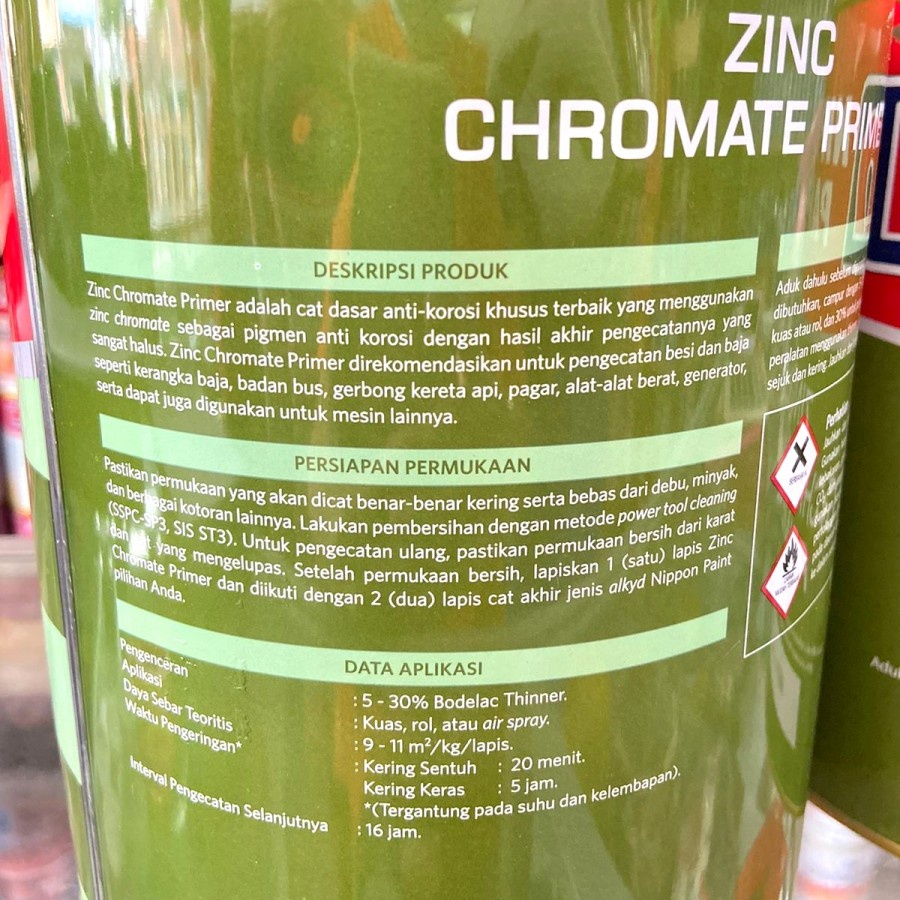 ZINC
CHROMATE PRIME
DESKRIPSI PRODUK
Zinc Chromate Primer adalah cat dasar anti-korosi khusus terbaik yang menggunakan
zinc chromate sebagai pigmen anti korosi dengan hasil akhir pengecatannya yang
sangat halus. Zinc Chromate Primer direkomendasikan untuk pengecatan besi dan baja
seperti kerangka baja, badan bus, gerbong kereta api, pagar, alat-alat berat, generator,
serta dapat juga digunakan untuk mesin lainnya.
PERSIAPAN PERMUKAAN
Pastikan permukaan yang akan dicat benar-benar kering serta bebas dari debu, minyak,
dan berbagai kotoran lainnya. Lakukan pembersihan dengan metode power tool cleaning
(SSPC-SP3, SIS ST3). Untuk pengecatan ulang, pastikan permukaan bersih dari karat
dan cat yang mengelupas. Setelah permukaan bersih, lapiskan 1 (satu) lapis Zinc
Chromate Primer dan diikuti dengan 2 (dua) lapis cat akhir jenis alkyd Nippon Paint
pilihan Anda.
DATA APLIKASI
Pengenceran : 5 - 30% Bodelac Thinner.
Aplikasi : Kuas, rol, atau air spray.
Daya Sebar Teoritis : 9 - 11 m²/kg/lapis.
Waktu Pengeringan* : Kering Sentuh : 20 menit.
Kering Keras : 5 jam.
*(Tergantung pada suhu dan kelembapan).
Interval Pengecatan Selanjutnya : 16 jam.
Aduk dahulu sebelum
dibutuhkan, campur dengan
kuas atau rol, dan 30% untuk
peralatan menggunakan
sejuk dan kering. Jauhkan